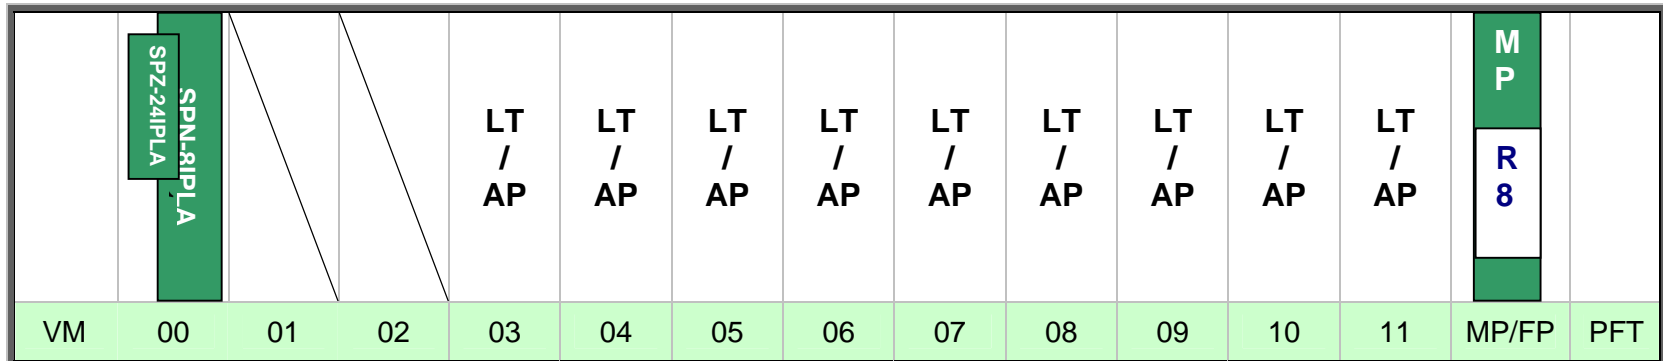 SPZ-24IPLA
SPN-8IPLA
LT
/
AP
LT
/
AP
LT
/
AP
LT
/
AP
LT
/
AP
LT
/
AP
LT
/
AP
LT
/
AP
LT
/
AP
M
P
R
8
VM 00 01 02 03 04 05 06 07 08 09 10 11 MP/FP PFT